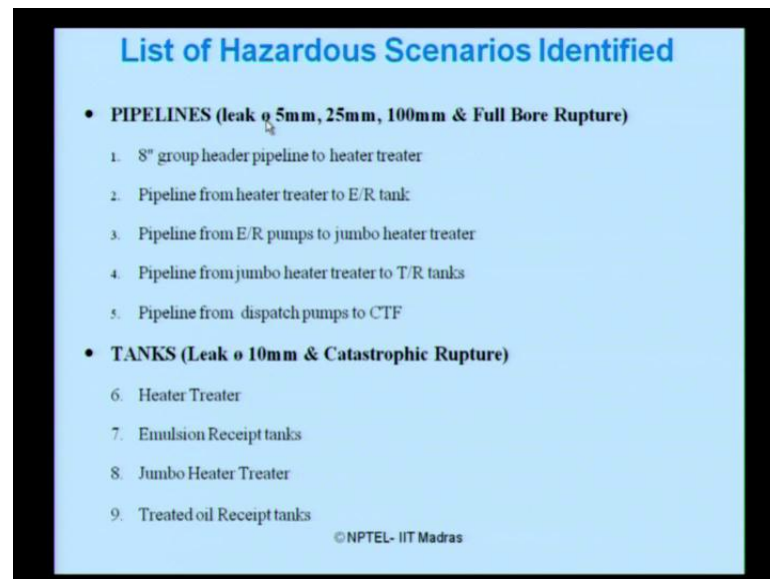 List of Hazardous Scenarios Identified
• PIPELINES (leak ø 5mm, 25mm, 100mm & Full Bore Rupture)
1. 8" group header pipeline to heater treater
2. Pipeline from heater treater to E/R tank
3. Pipeline from E/R pumps to jumbo heater treater
4. Pipeline from jumbo heater treater to T/R tanks
5. Pipeline from dispatch pumps to CTF
• TANKS (Leak ø 10mm & Catastrophic Rupture)
6. Heater Treater
7. Emulsion Receipt tanks
8. Jumbo Heater Treater
9. Treated oil Receipt tanks
© NPTEL- IIT Madras